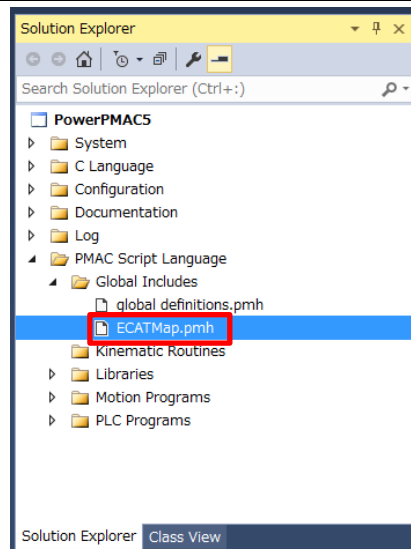 Solution Explorer
Search Solution Explorer (Ctrl+:)
PowerPMAC5
System
C Language
Configuration
Documentation
Log
PMAC Script Language
Global Includes
global definitions.pmh
ECATMap.pmh
Kinematic Routines
Libraries
Motion Programs
PLC Programs
Solution Explorer Class View